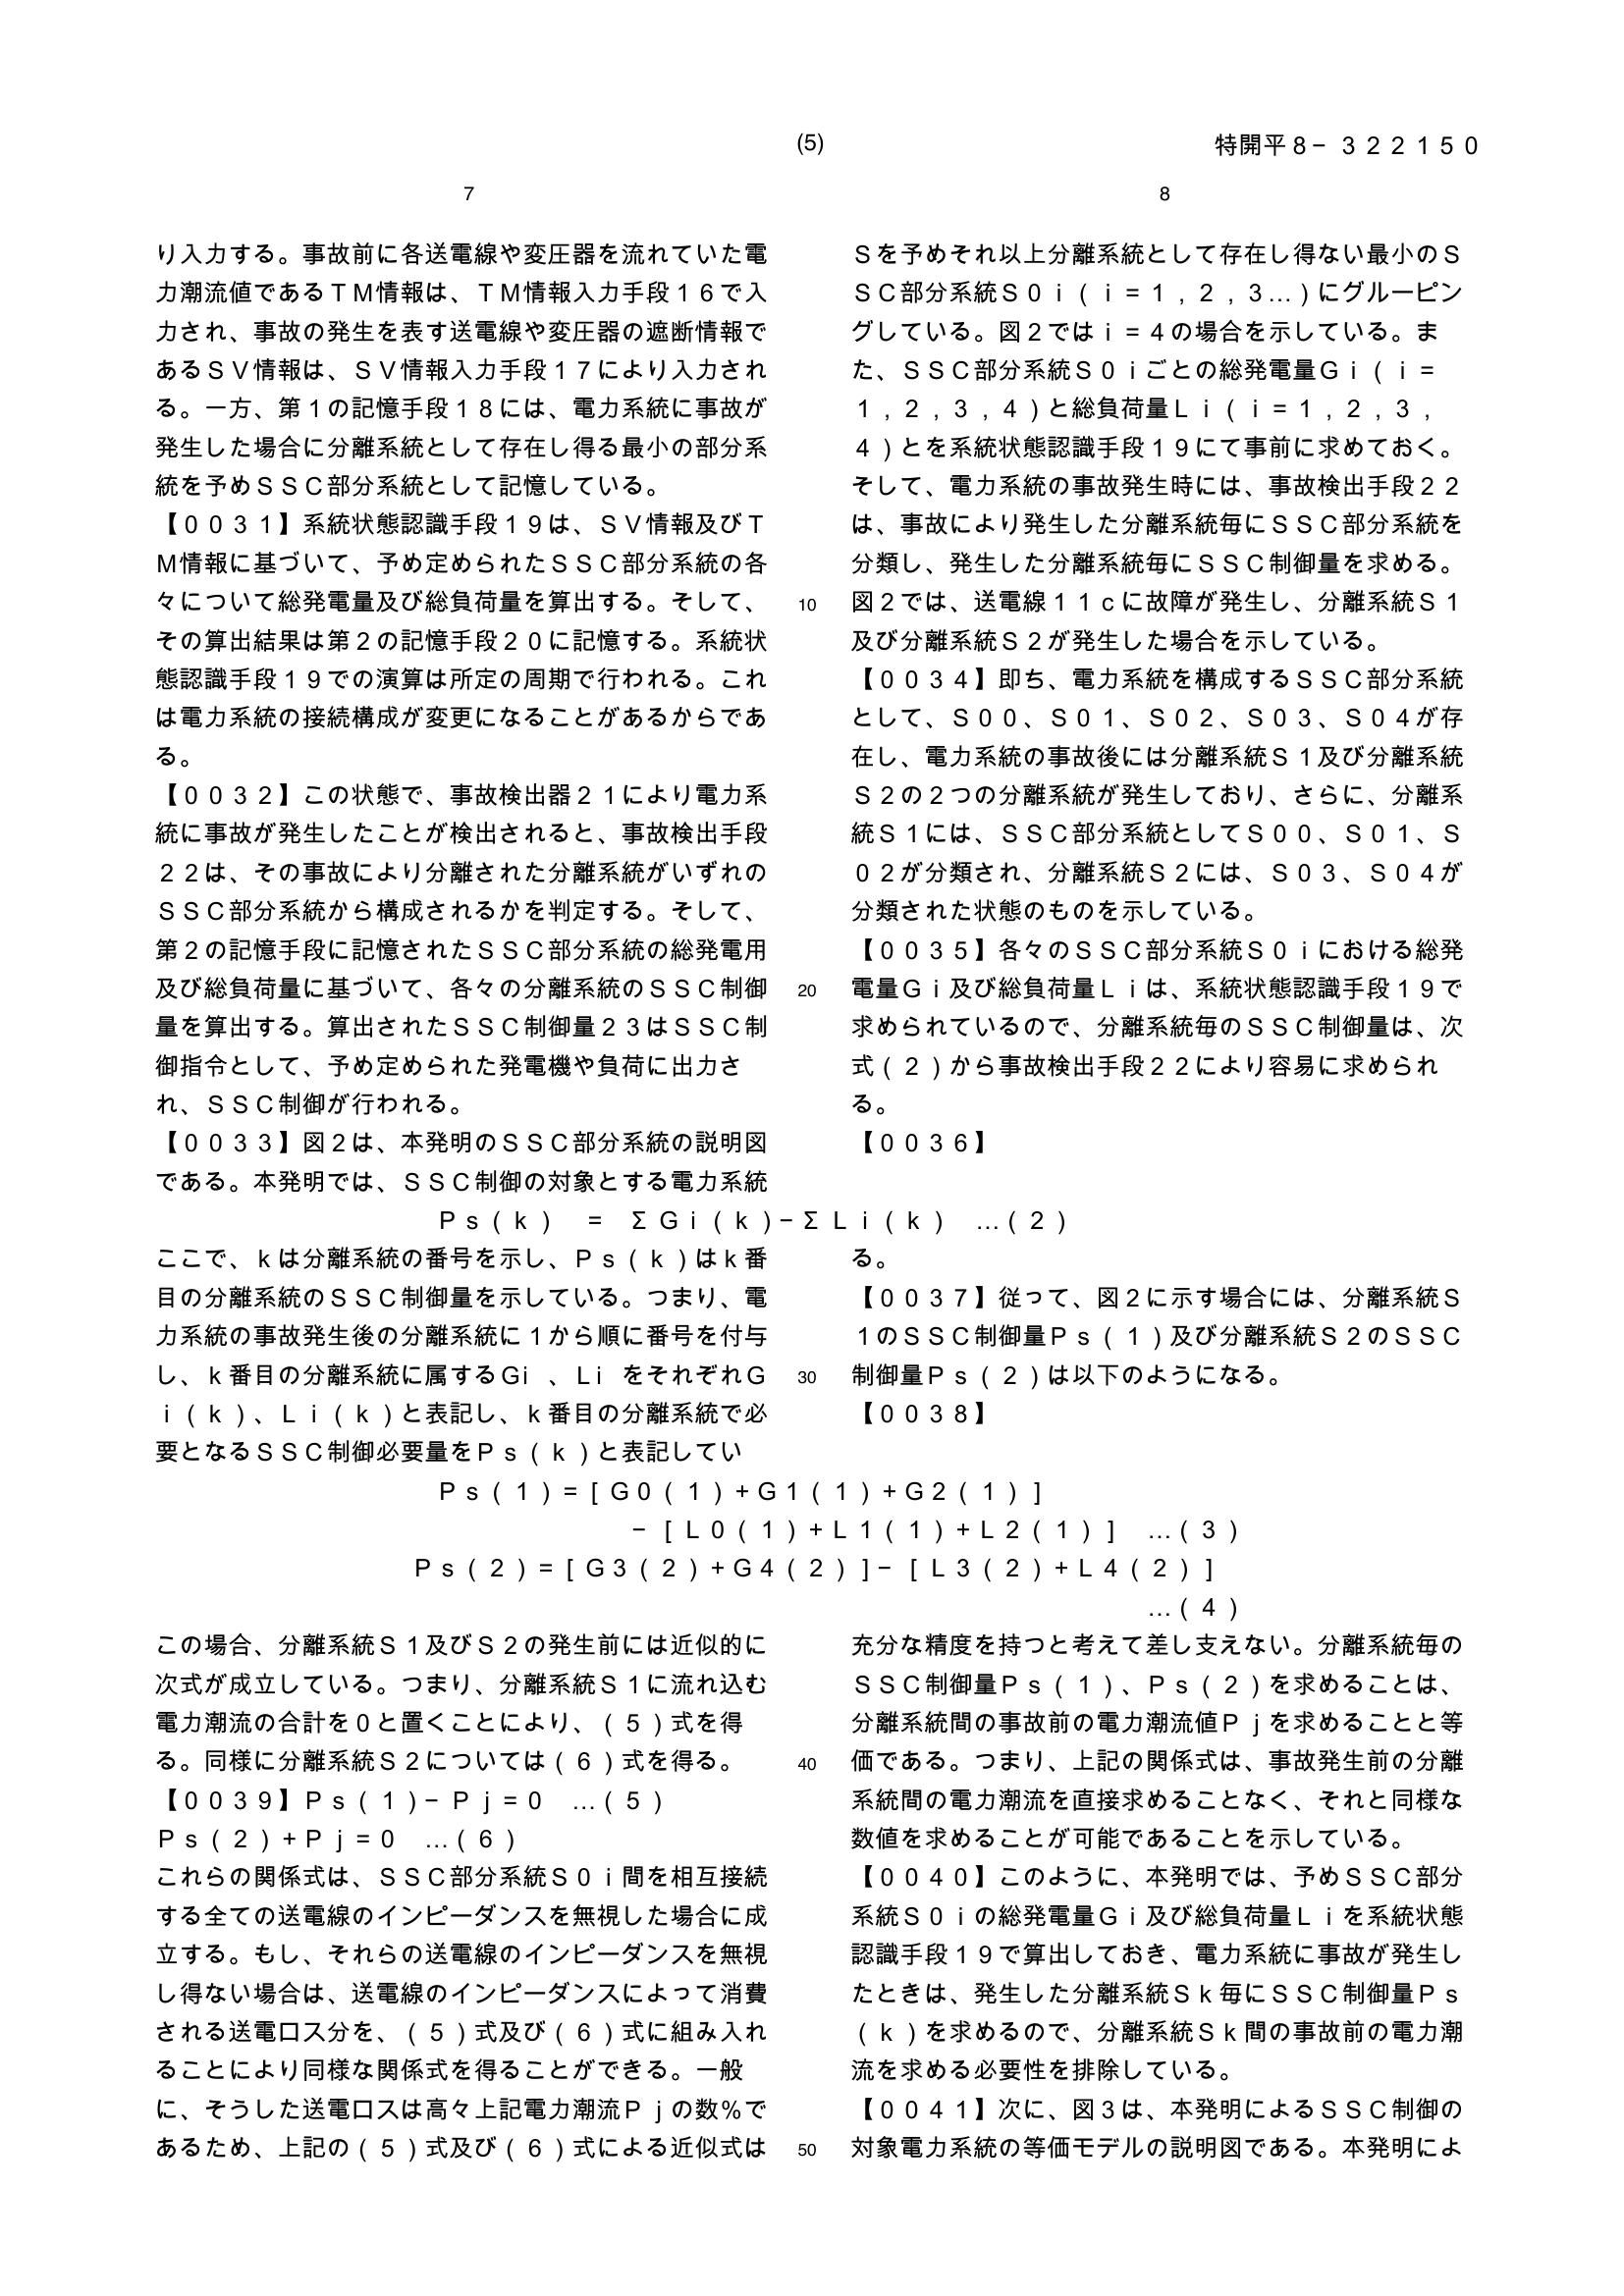 (5)
特開平８－３２２１５０
7
8
り入力する。事故前に各送電線や変圧器を流れていた電
力潮流値であるＴＭ情報は、ＴＭ情報入力手段１６で入
力され、事故の発生を表す送電線や変圧器の遮断情報で
あるＳＶ情報は、ＳＶ情報入力手段１７により入力され
る。一方、第１の記憶手段１８には、電力系統に事故が
発生した場合に分離系統として存在し得る最小の部分系
統を予めＳＳＣ部分系統として記憶している。
【００３１】系統状態認識手段１９は、ＳＶ情報及びＴ
Ｍ情報に基づいて、予め定められたＳＳＣ部分系統の各
々について総発電量及び総負荷量を算出する。そして、
その算出結果は第２の記憶手段２０に記憶する。系統状
態認識手段１９での演算は所定の周期で行われる。これ
は電力系統の接続構成が変更になることがあるからであ
る。
【００３２】この状態で、事故検出器２１により電力系
統に事故が発生したことが検出されると、事故検出手段
２２は、その事故により分離された分離系統がいずれの
ＳＳＣ部分系統から構成されるかを判定する。そして、
第２の記憶手段に記憶されたＳＳＣ部分系統の総発電用
及び総負荷量に基づいて、各々の分離系統のＳＳＣ制御
量を算出する。算出されたＳＳＣ制御量２３はＳＳＣ制
御指令として、予め定められた発電機や負荷に出力さ
れ、ＳＳＣ制御が行われる。
【００３３】図２は、本発明のＳＳＣ部分系統の説明図
である。本発明では、ＳＳＣ制御の対象とする電力系統
10
20
Ｓを予めそれ以上分離系統として存在し得ない最小のＳ
ＳＣ部分系統Ｓ０ｉ（ｉ＝１，２，３…）にグルーピン
グしている。図２ではｉ＝４の場合を示している。ま
た、ＳＳＣ部分系統Ｓ０ｉごとの総発電量Ｇｉ（ｉ＝
１，２，３，４）と総負荷量Ｌｉ（ｉ＝１，２，３，
４）とを系統状態認識手段１９にて事前に求めておく。
そして、電力系統の事故発生時には、事故検出手段２２
は、事故により発生した分離系統毎にＳＳＣ部分系統を
分類し、発生した分離系統毎にＳＳＣ制御量を求める。
図２では、送電線１１ｃに故障が発生し、分離系統Ｓ１
及び分離系統Ｓ２が発生した場合を示している。
【００３４】即ち、電力系統を構成するＳＳＣ部分系統
として、Ｓ００、Ｓ０１、Ｓ０２、Ｓ０３、Ｓ０４が存
在し、電力系統の事故後には分離系統Ｓ１及び分離系統
Ｓ２の２つの分離系統が発生しており、さらに、分離系
統Ｓ１には、ＳＳＣ部分系統としてＳ００、Ｓ０１、Ｓ
０２が分類され、分離系統Ｓ２には、Ｓ０３、Ｓ０４が
分類された状態のものを示している。
【００３５】各々のＳＳＣ部分系統Ｓ０ｉにおける総発
電量Ｇｉ及び総負荷量Ｌｉは、系統状態認識手段１９で
求められているので、分離系統毎のＳＳＣ制御量は、次
式（２）から事故検出手段２２により容易に求められ
る。
【００３６】
Ｐｓ（ｋ）　＝　ΣＧｉ（ｋ）－ΣＬｉ（ｋ）　…（２）
ここで、ｋは分離系統の番号を示し、Ｐｓ（ｋ）はｋ番
目の分離系統のＳＳＣ制御量を示している。つまり、電
力系統の事故発生後の分離系統に１から順に番号を付与
し、ｋ番目の分離系統に属するＧi 、Ｌi をそれぞれＧ
ｉ（ｋ）、Ｌｉ（ｋ）と表記し、ｋ番目の分離系統で必
要となるＳＳＣ制御必要量をＰｓ（ｋ）と表記してい
30
る。
【００３７】従って、図２に示す場合には、分離系統Ｓ
１のＳＳＣ制御量Ｐｓ（１）及び分離系統Ｓ２のＳＳＣ
制御量Ｐｓ（２）は以下のようになる。
【００３８】
Ｐｓ（１）＝［Ｇ０（１）＋Ｇ１（１）＋Ｇ２（１）］
－［Ｌ０（１）＋Ｌ１（１）＋Ｌ２（１）］　…（３）
Ｐｓ（２）＝［Ｇ３（２）＋Ｇ４（２）］－［Ｌ３（２）＋Ｌ４（２）］
…（４）
この場合、分離系統Ｓ１及びＳ２の発生前には近似的に
次式が成立している。つまり、分離系統Ｓ１に流れ込む
電力潮流の合計を０と置くことにより、（５）式を得
る。同様に分離系統Ｓ２については（６）式を得る。
【００３９】Ｐｓ（１）－Ｐｊ＝０　…（５）
Ｐｓ（２）＋Ｐｊ＝０　…（６）
これらの関係式は、ＳＳＣ部分系統Ｓ０ｉ間を相互接続
する全ての送電線のインピーダンスを無視した場合に成
立する。もし、それらの送電線のインピーダンスを無視
し得ない場合は、送電線のインピーダンスによって消費
される送電ロス分を、（５）式及び（６）式に組み入れ
ることにより同様な関係式を得ることができる。一般
に、そうした送電ロスは高々上記電力潮流Ｐｊの数％で
あるため、上記の（５）式及び（６）式による近似式は
40
50
充分な精度を持つと考えて差し支えない。分離系統毎の
ＳＳＣ制御量Ｐｓ（１）、Ｐｓ（２）を求めることは、
分離系統間の事故前の電力潮流値Ｐｊを求めることと等
価である。つまり、上記の関係式は、事故発生前の分離
系統間の電力潮流を直接求めることなく、それと同様な
数値を求めることが可能であることを示している。
【００４０】このように、本発明では、予めＳＳＣ部分
系統Ｓ０ｉの総発電量Ｇｉ及び総負荷量Ｌｉを系統状態
認識手段１９で算出しておき、電力系統に事故が発生し
たときは、発生した分離系統Ｓｋ毎にＳＳＣ制御量Ｐｓ
（ｋ）を求めるので、分離系統Ｓｋ間の事故前の電力潮
流を求める必要性を排除している。
【００４１】次に、図３は、本発明によるＳＳＣ制御の
対象電力系統の等価モデルの説明図である。本発明によ